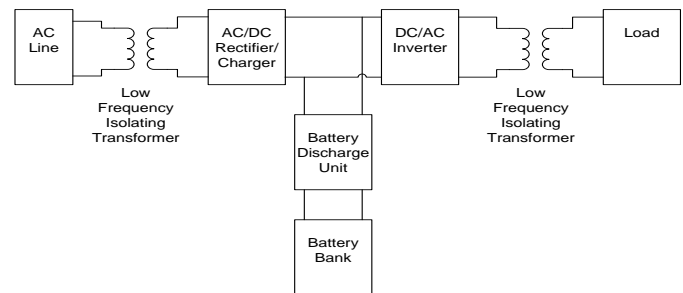 AC
Line
AC/DC
Rectifier/
Charger
DC/AC
Inverter
Load
Low
Frequency
Isolating
Transformer
Low
Frequency
Isolating
Transformer
Battery
Discharge
Unit
Battery
Bank